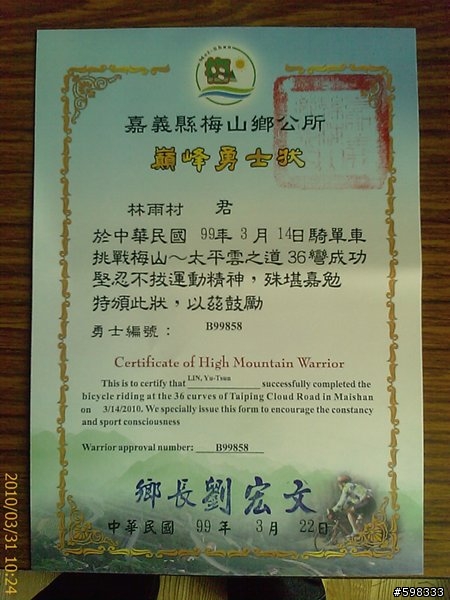 Mei-Shan
嘉義縣梅山鄉公所
巔峰勇士狀
林雨村 君
於中華民國 99年 3 月 14日騎單車
挑戰梅山～太平雲之道36彎成功
堅忍不拔運動精神，殊堪嘉勉
特頒此狀，以茲鼓勵
勇士編號： B99858
Certificate of High Mountain Warrior
This is to certify that LIN, Yu-Tsun successfully completed the
bicycle riding at the 36 curves of Taiping Cloud Road in Maishan
on 3/14/2010. We specially issue this form to encourage the constancy
and sport consciousness
Warrior approval number: B99858
鄉長劉宏文
中華民國 99 年 3 月 22日
2010/03/31 10:24
#598333